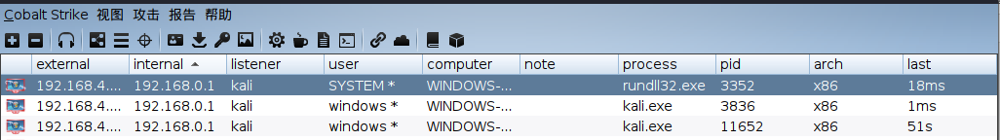 Cobalt Strike 视图 攻击 报告 帮助
external internal listener user computer note process pid arch last
192.168.4.... 192.168.0.1 kali SYSTEM * WINDOWS-... rundll32.exe 3352 x86 18ms
192.168.4.... 192.168.0.1 kali windows * WINDOWS-... kali.exe 3836 x86 1ms
192.168.4.... 192.168.0.1 kali windows * WINDOWS-... kali.exe 11652 x86 51s